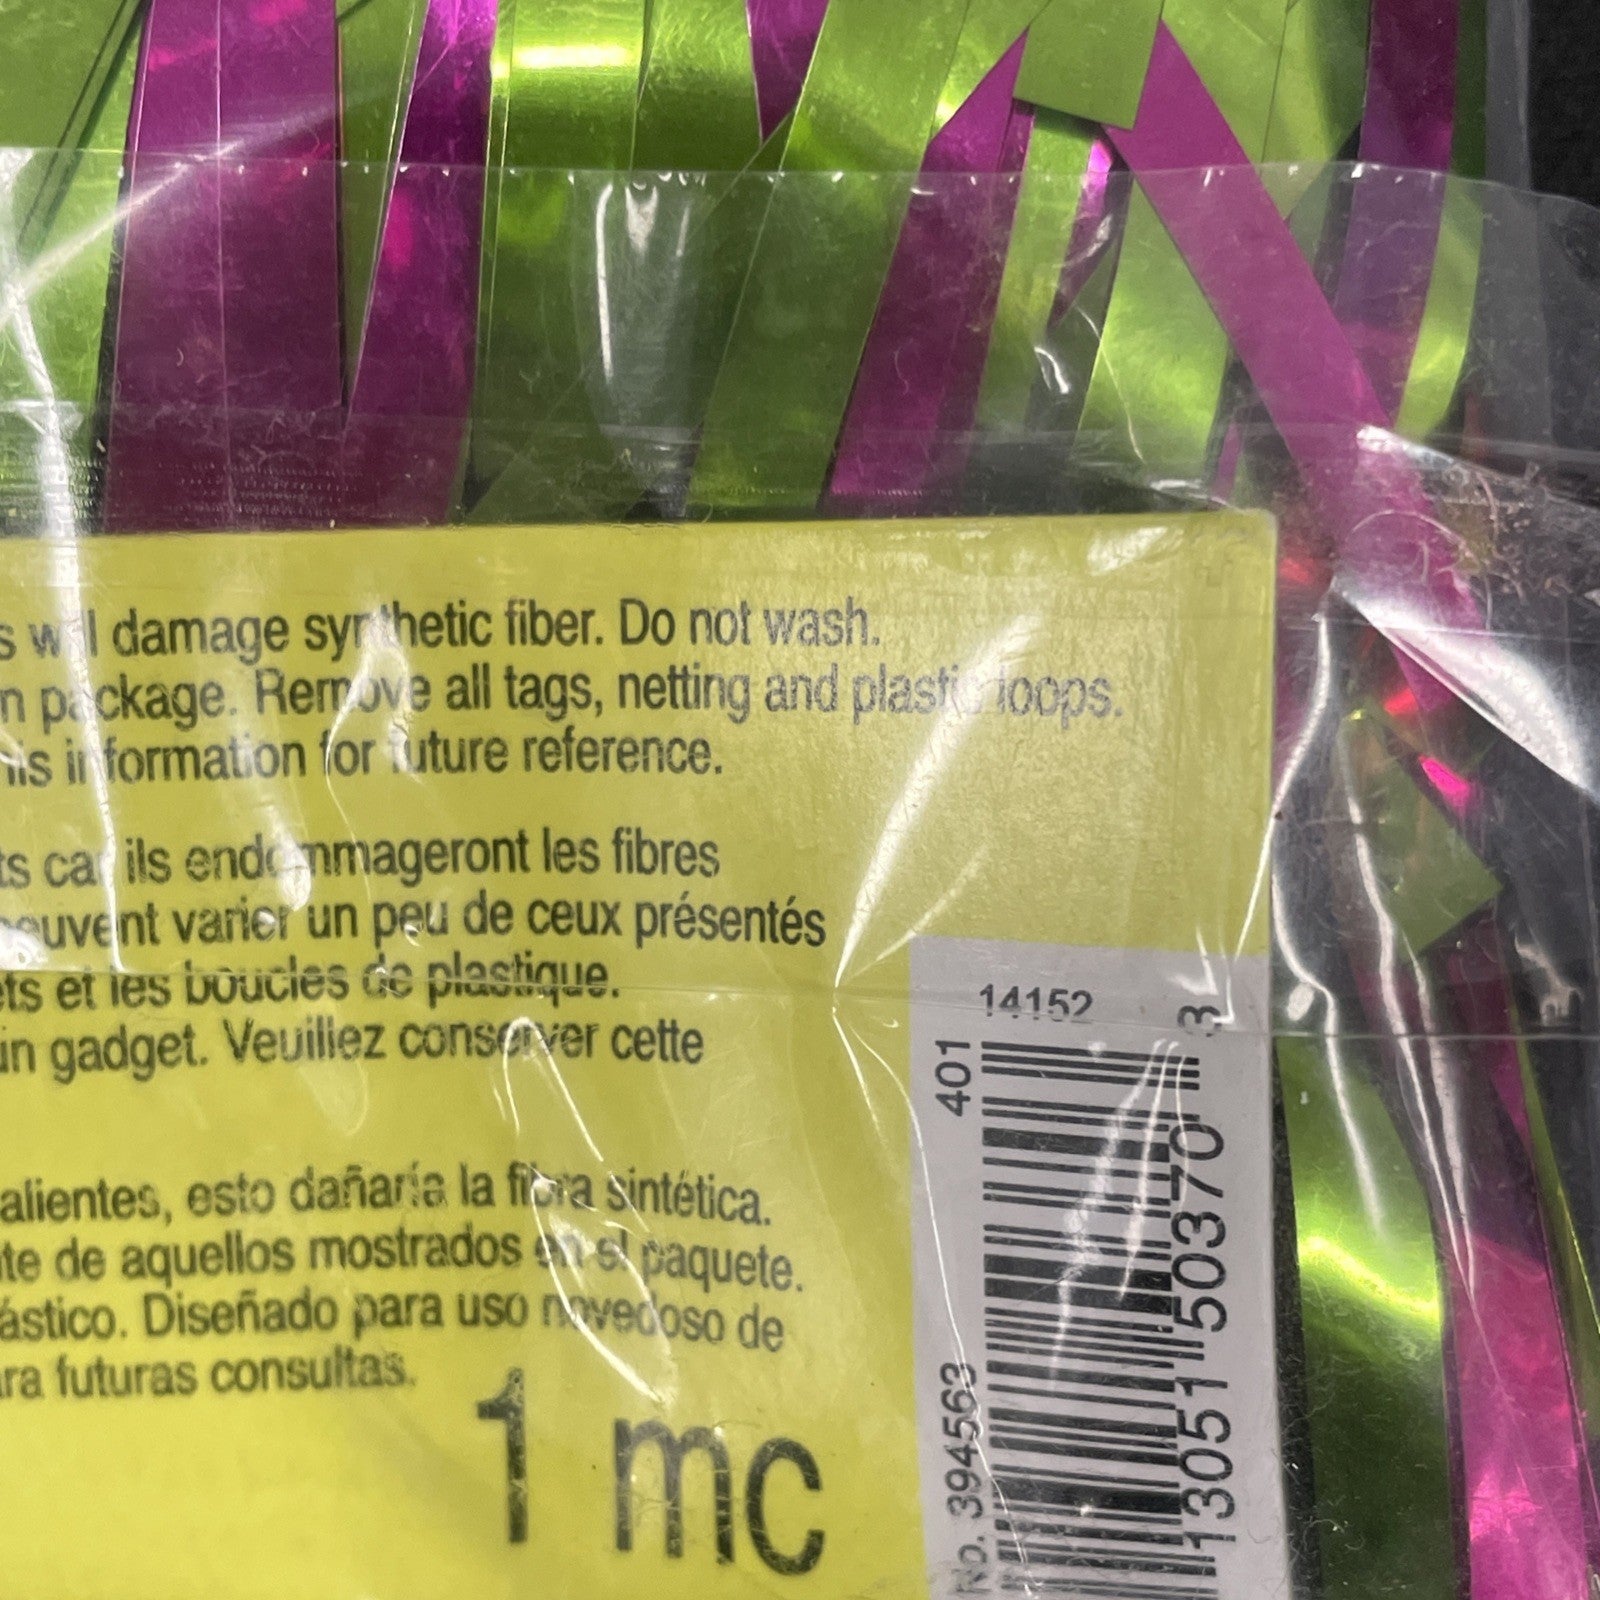 will damage synthetic fiber. Do not wash.
package. Remove all tags, netting and plastic loops.
information for future reference.
car ils endommageront les fibres
peuvent varier un peu de ceux présentés
et les boucles de plastique.
gadget. Veuillez conserver cette
esto dañaría la fibra sintética.
de aquellos mostrados en el paquete.
Diseñado para uso novedoso de
futuras consultas.
1 mc
14152
401
No. 394563
13051 50370 3